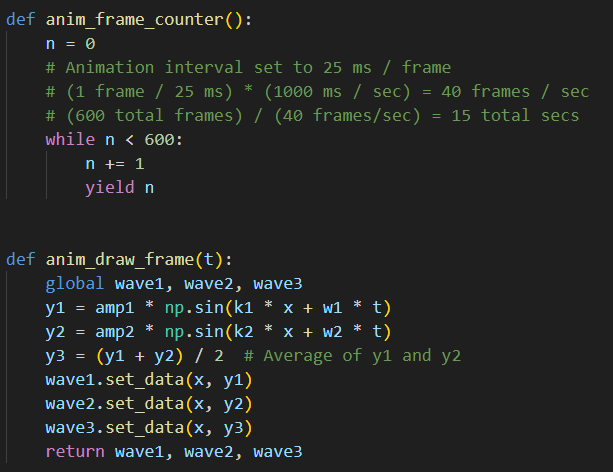 def anim_frame_counter():
    n = 0
    # Animation interval set to 25 ms / frame
    # (1 frame / 25 ms) * (1000 ms / sec) = 40 frames / sec
    # (600 total frames) / (40 frames/sec) = 15 total secs
    while n < 600:
        n += 1
        yield n
def anim_draw_frame(t):
    global wave1, wave2, wave3
    y1 = amp1 * np.sin(k1 * x + w1 * t)
    y2 = amp2 * np.sin(k2 * x + w2 * t)
    y3 = (y1 + y2) / 2  # Average of y1 and y2
    wave1.set_data(x, y1)
    wave2.set_data(x, y2)
    wave3.set_data(x, y3)
    return wave1, wave2, wave3